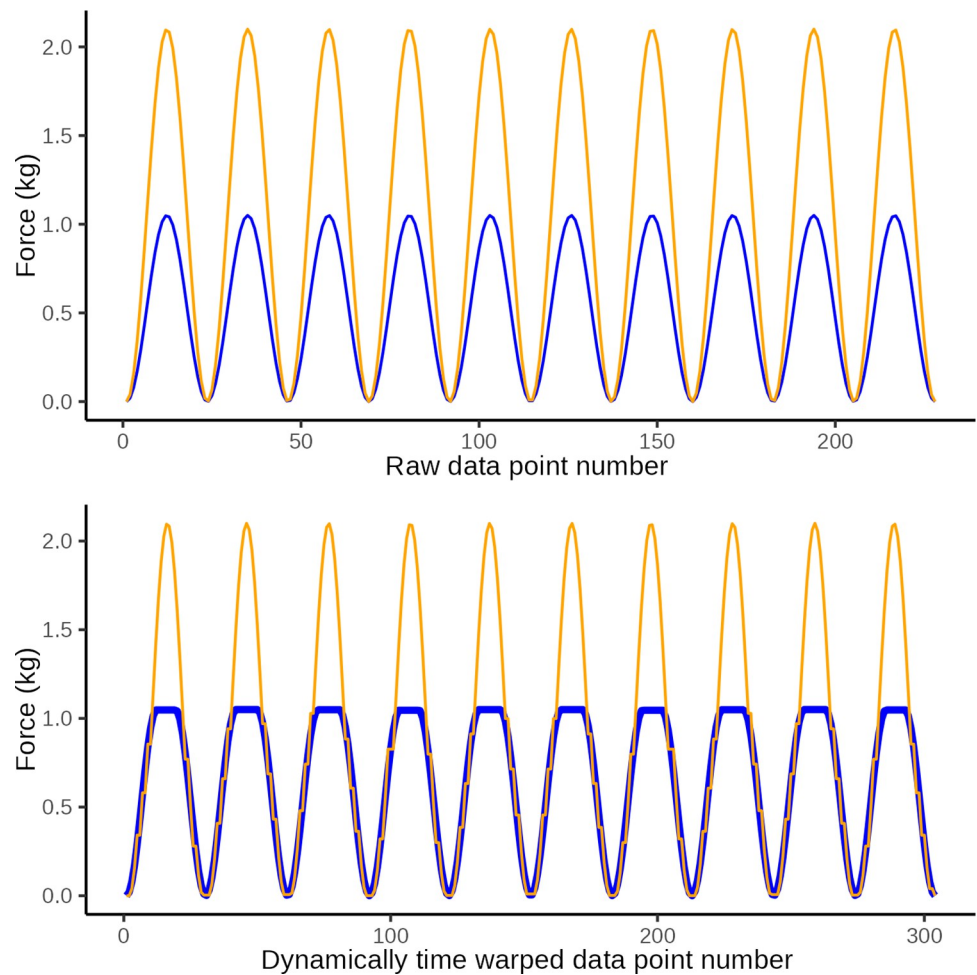 2.0
1.5
1.0
0.5
0.0
Force (kg)
0 50 100 150 200
Raw data point number
2.0
1.5
1.0
0.5
0.0
Force (kg)
0 100 200 300
Dynamically time warped data point number